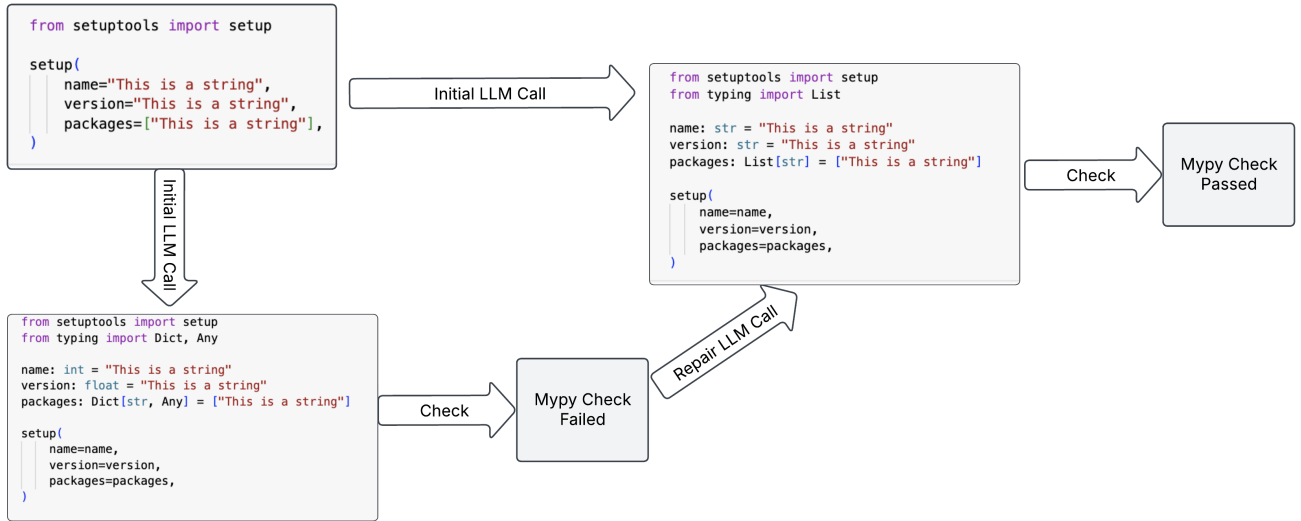 from setuptools import setup
setup(
    name="This is a string",
    version="This is a string",
    packages=["This is a string"],
)
Initial LLM Call
from setuptools import setup
from typing import List
name: str = "This is a string"
version: str = "This is a string"
packages: List[str] = ["This is a string"]
setup(
    name=name,
    version=version,
    packages=packages,
)
Check
Mypy Check
Passed
Initial LLM Call
from setuptools import setup
from typing import Dict, Any
name: int = "This is a string"
version: float = "This is a string"
packages: Dict[str, Any] = ["This is a string"]
setup(
    name=name,
    version=version,
    packages=packages,
)
Check
Mypy Check
Failed
Repair LLM Call